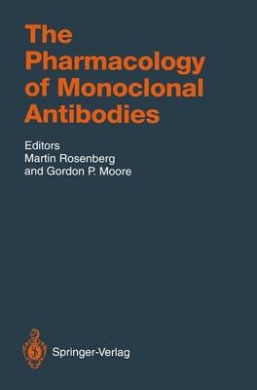 The
Pharmacology
of Monoclonal
Antibodies
Editors
Martin Rosenberg
and Gordon P. Moore
Springer-Verlag